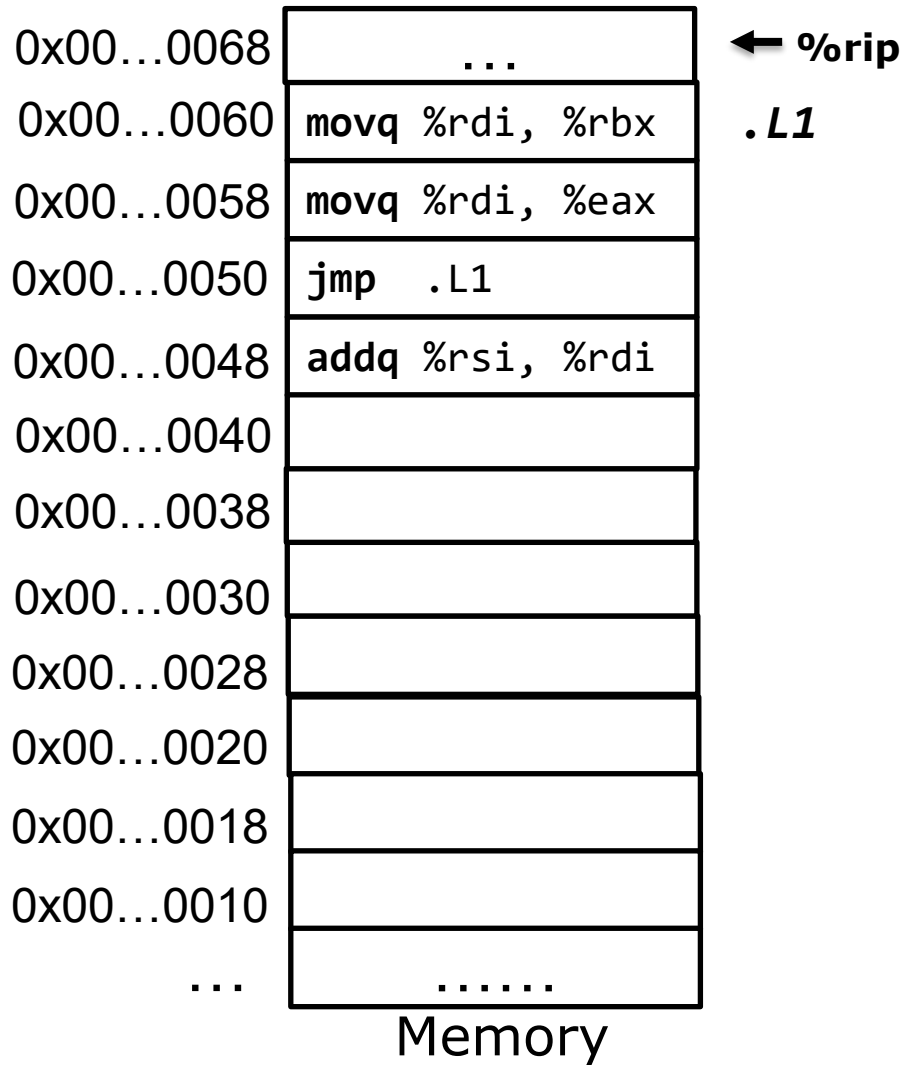 0x00…0068 ... %rip
0x00…0060 movq %rdi, %rbx .L1
0x00…0058 movq %rdi, %eax
0x00…0050 jmp .L1
0x00…0048 addq %rsi, %rdi
0x00…0040
0x00…0038
0x00…0030
0x00…0028
0x00…0020
0x00…0018
0x00…0010
... ......
Memory